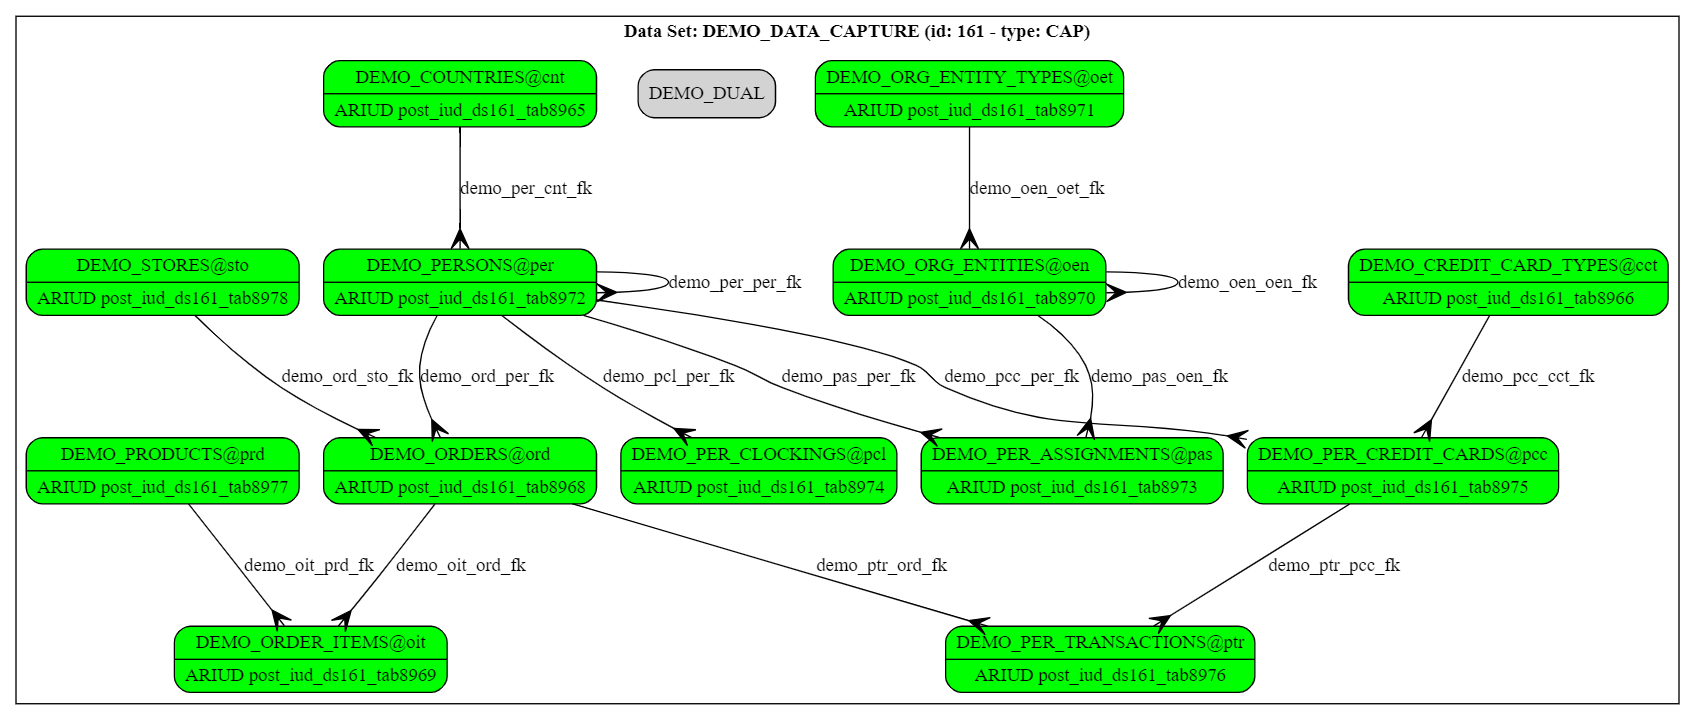 Data Set: DEMO_DATA_CAPTURE (id: 161 - type: CAP)
DEMO_COUNTRIES@cnt
ARIUD post_iud_ds161_tab8965
DEMO_DUAL
DEMO_ORG_ENTITY_TYPES@oet
ARIUD post_iud_ds161_tab8971
demo_per_cnt_fk
demo_oen_oet_fk
DEMO_STORES@sto
ARIUD post_iud_ds161_tab8978
DEMO_PERSONS@per
ARIUD post_iud_ds161_tab8972
demo_per_per_fk
DEMO_ORG_ENTITIES@oen
ARIUD post_iud_ds161_tab8970
demo_oen_oen_fk
DEMO_CREDIT_CARD_TYPES@cct
ARIUD post_iud_ds161_tab8966
demo_ord_sto_fk
demo_ord_per_fk
demo_pcl_per_fk
demo_pas_per_fk
demo_pcc_per_fk
demo_pas_oen_fk
demo_pcc_cct_fk
DEMO_PRODUCTS@prd
ARIUD post_iud_ds161_tab8977
DEMO_ORDERS@ord
ARIUD post_iud_ds161_tab8968
DEMO_PER_CLOCKINGS@pcl
ARIUD post_iud_ds161_tab8974
DEMO_PER_ASSIGNMENTS@pas
ARIUD post_iud_ds161_tab8973
DEMO_PER_CREDIT_CARDS@pcc
ARIUD post_iud_ds161_tab8975
demo_oit_prd_fk
demo_oit_ord_fk
demo_ptr_ord_fk
demo_ptr_pcc_fk
DEMO_ORDER_ITEMS@oit
ARIUD post_iud_ds161_tab8969
DEMO_PER_TRANSACTIONS@ptr
ARIUD post_iud_ds161_tab8976